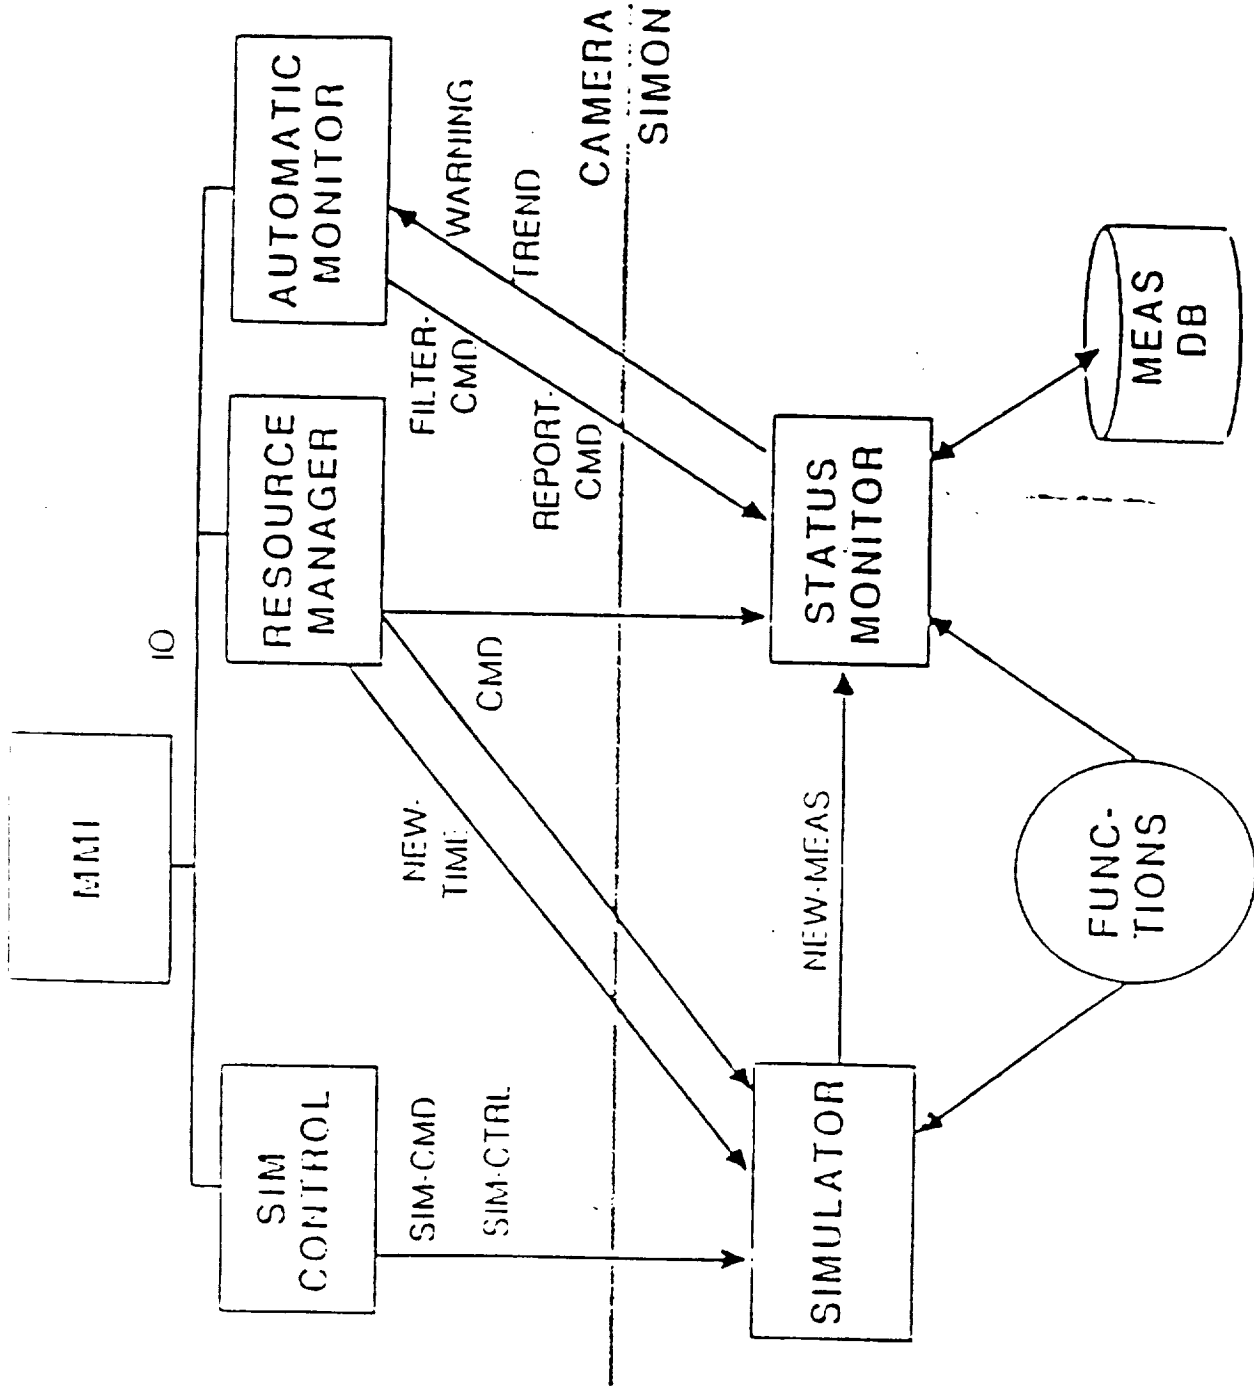 MMI
IO
SIM
CONTROL
RESOURCE
MANAGER
AUTOMATIC
MONITOR
SIM-CMD
SIM-CTRL
NEW-
TIME
CMD
FILTER-
CMD
REPORT-
CMD
WARNING
TREND
CAMERA
SIMON
SIMULATOR
NEW-MEAS
STATUS
MONITOR
FUNC-
TIONS
MEAS
DB